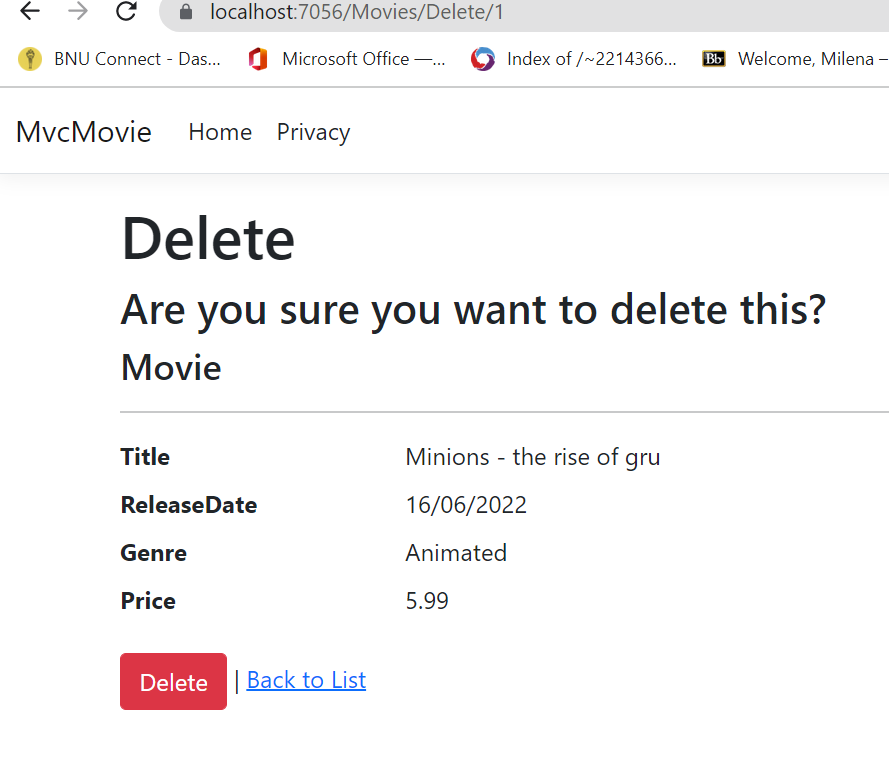 localhost:7056/Movies/Delete/1
BNU Connect - Das... Microsoft Office —... Index of /~2214366... Bb Welcome, Milena –
MvcMovie Home Privacy
Delete
Are you sure you want to delete this?
Movie
Title Minions - the rise of gru
ReleaseDate 16/06/2022
Genre Animated
Price 5.99
Delete | Back to List